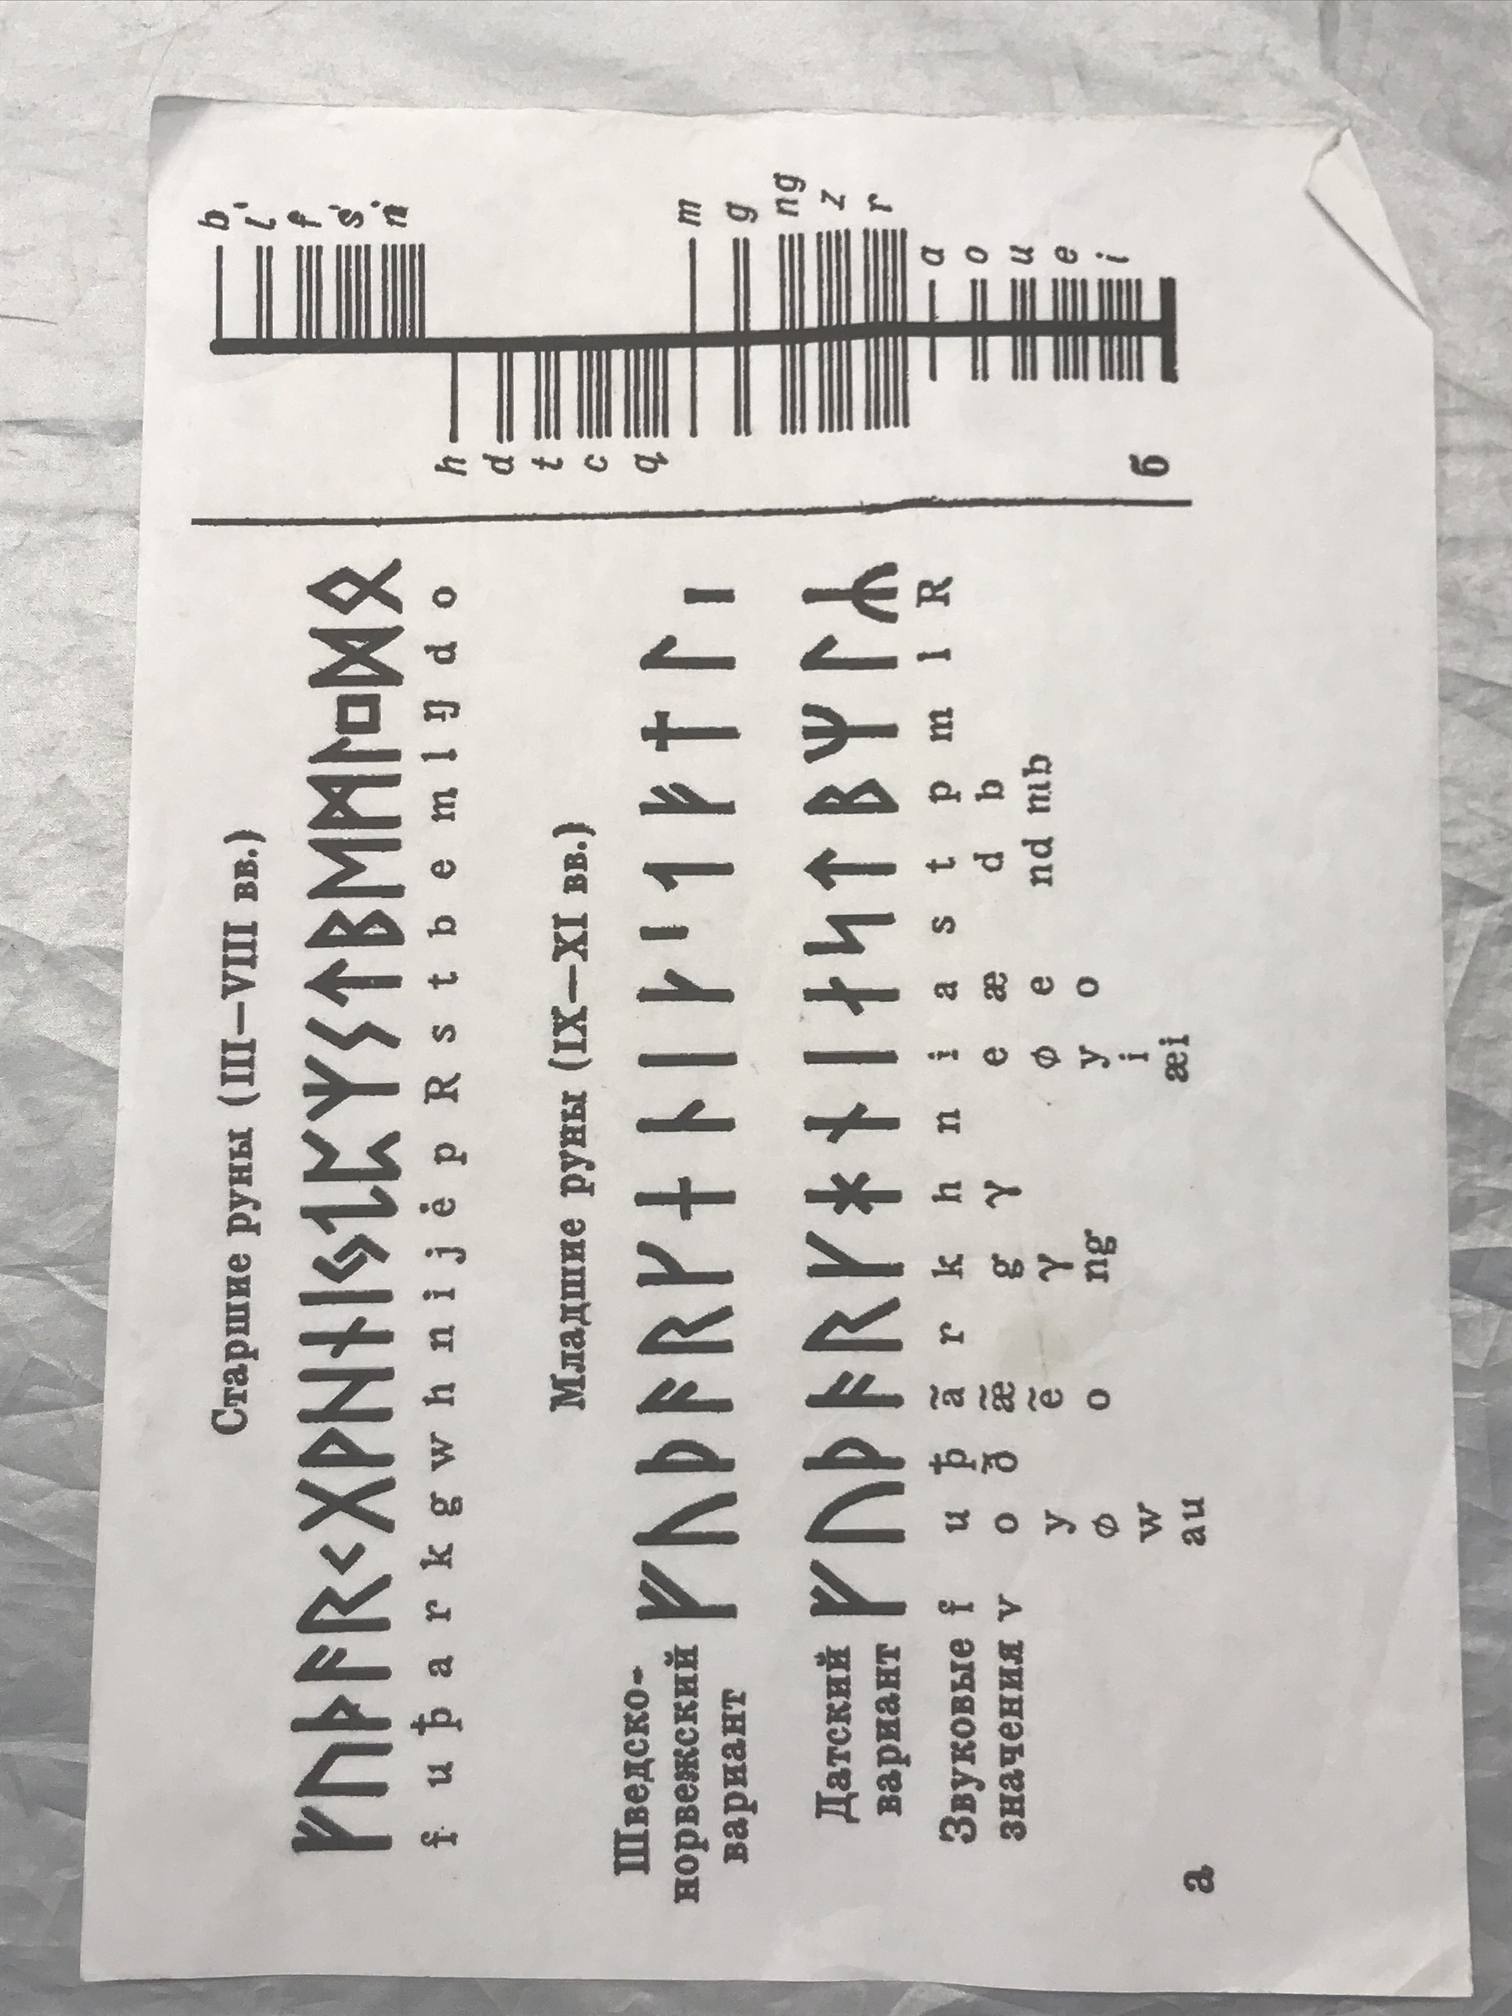 Старшие руны (III—VIII вв.)
ᚠ ᚢ ᚦ ᚨ ᚱ ᚲ ᚷ ᚹ ᚺ ᚾ ᛁ ᛃ ᛇ ᛈ ᛉ ᛊ ᛏ ᛒ ᛖ ᛗ ᛚ ᛜ ᛞ ᛟ
f u þ a r k g w h n i j ė p R s t b e m l ŋ d o
Младшие руны (IX—XI вв.)
Шведско-
норвежский
вариант
ᚠ ᚢ ᚦ ᚨ ᚱ ᚴ ᚽ ᚿ ᛁ ᛆ ᛌ ᛐ ᛓ ᛙ ᛚ ᛧ
Датский
вариант
ᚠ ᚢ ᚦ ᚨ ᚱ ᚴ ᚼ ᚾ ᛁ ᛅ ᛋ ᛏ ᛒ ᛘ ᛚ ᛦ
Звуковые f u þ ã r k h n i a s t p m l R
значения v o ð æ̃ g γ e æ d b
y ẽ γ ø e nd mb
ø o ng y o
w i
au æi
а
b
l
f
s
n
h
d
t
c
q
m
g
ng
z
r
a
o
u
e
i
б